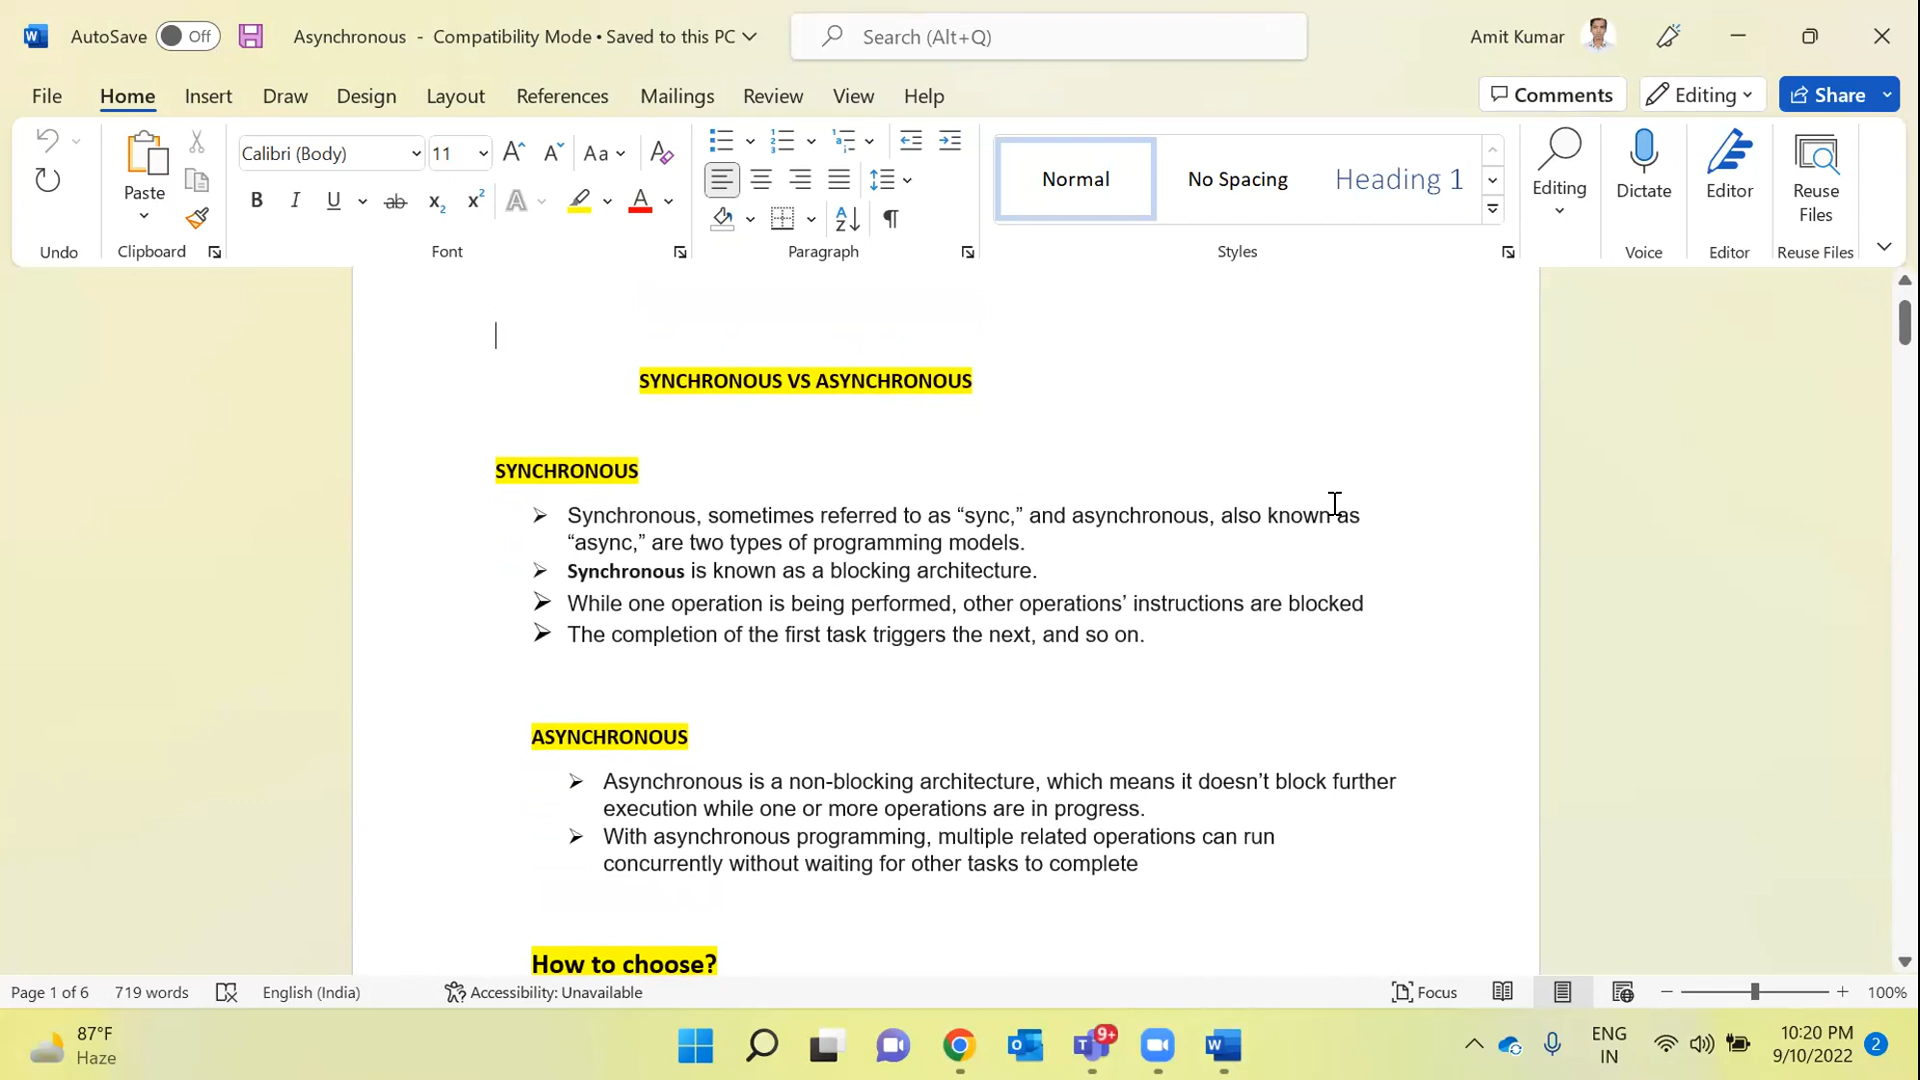 AutoSave Off Asynchronous - Compatibility Mode • Saved to this PC Search (Alt+Q) Amit Kumar
File Home Insert Draw Design Layout References Mailings Review View Help Comments Editing Share
Calibri (Body) 11 Aa
Paste
B I U ab x₂ x² A A
Normal No Spacing Heading 1
Editing Dictate Editor Reuse Files
Undo Clipboard Font Paragraph Styles Voice Editor Reuse Files
SYNCHRONOUS VS ASYNCHRONOUS
SYNCHRONOUS
➢ Synchronous, sometimes referred to as “sync,” and asynchronous, also known as
“async,” are two types of programming models.
➢ Synchronous is known as a blocking architecture.
➢ While one operation is being performed, other operations’ instructions are blocked
➢ The completion of the first task triggers the next, and so on.
ASYNCHRONOUS
➢ Asynchronous is a non-blocking architecture, which means it doesn’t block further
execution while one or more operations are in progress.
➢ With asynchronous programming, multiple related operations can run
concurrently without waiting for other tasks to complete
How to choose?
Page 1 of 6 719 words English (India) Accessibility: Unavailable Focus 100%
87°F
Haze
9+
ENG
IN
10:20 PM
9/10/2022
2